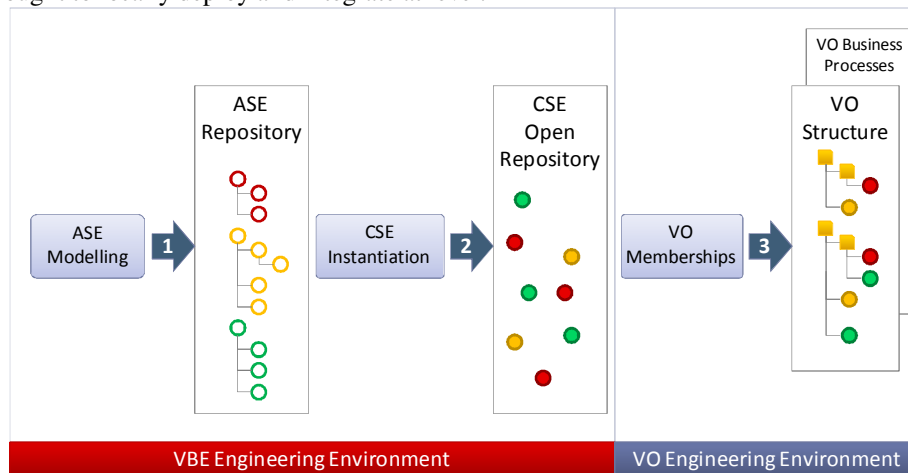 VO Business
Processes
ASE
Repository
CSE
Open
Repository
VO
Structure
ASE
Modelling
1
CSE
Instantiation
2
VO
Memberships
3
VBE Engineering Environment
VO Engineering Environment